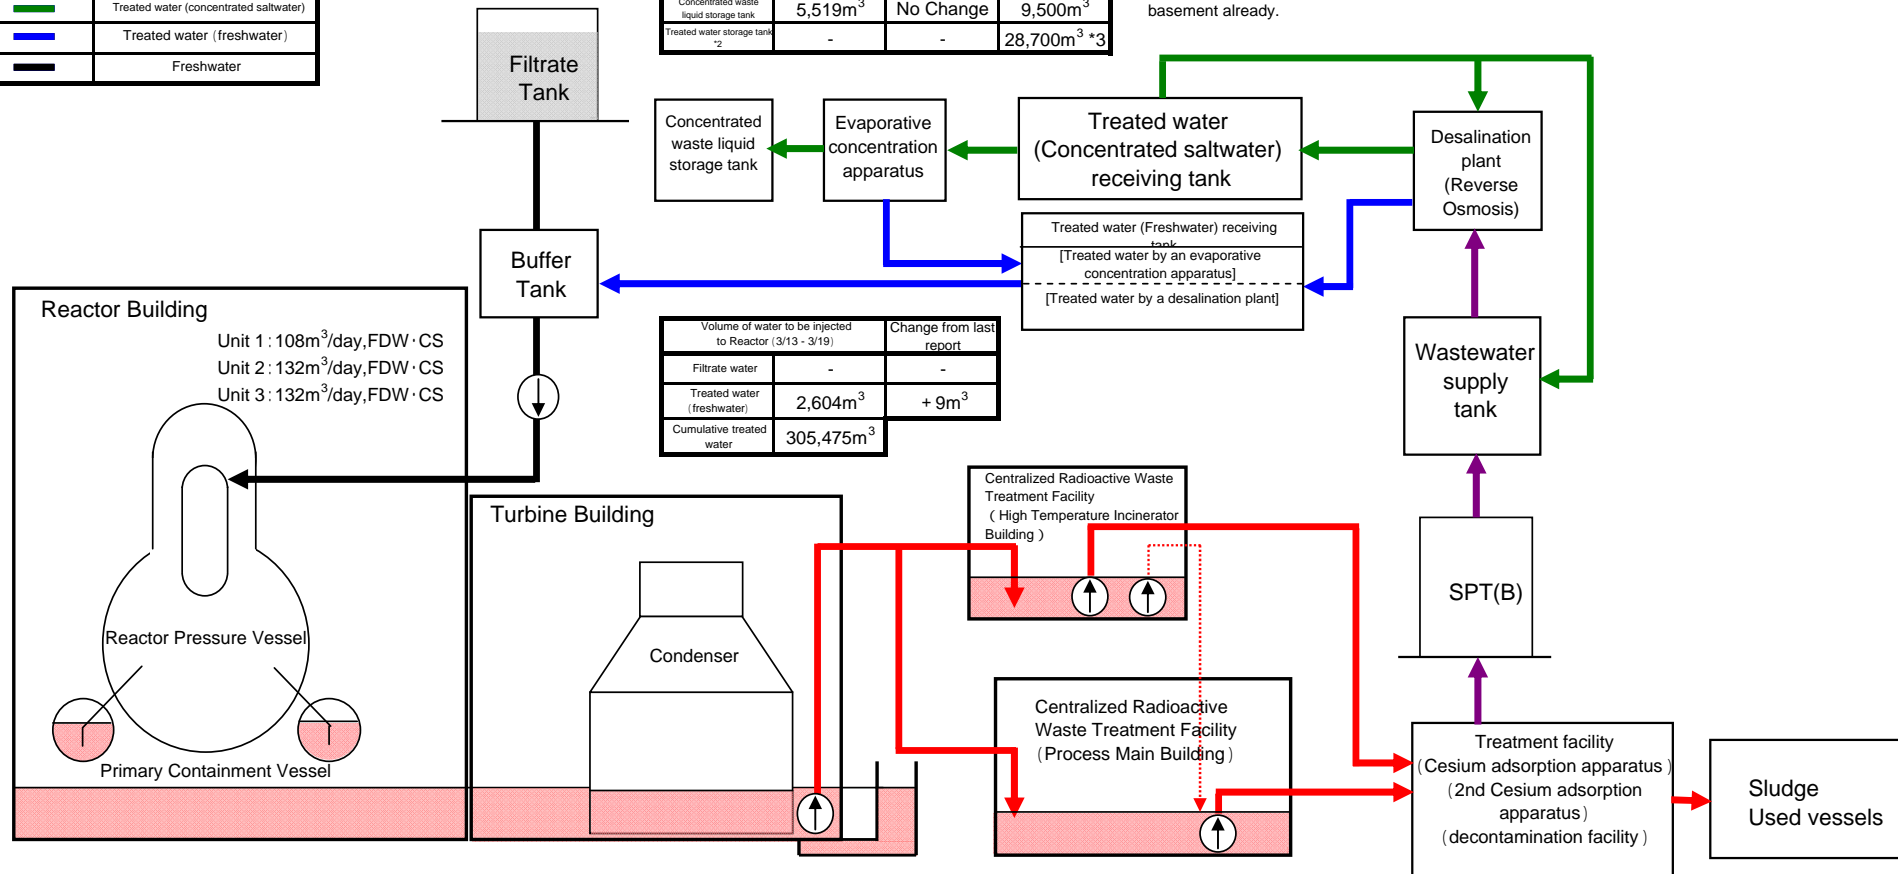 Treated water (concentrated saltwater)
Treated water (freshwater)
Freshwater
Concentrated waste
liquid storage tank
5,519m³
No Change
9,500m³
Treated water storage tank
*2
-
-
28,700m³ *3
basement already.
Filtrate
Tank
Concentrated
waste liquid
storage tank
Evaporative
concentration
apparatus
Treated water
(Concentrated saltwater)
receiving tank
Desalination
plant
(Reverse
Osmosis)
Treated water (Freshwater) receiving
tank
[Treated water by an evaporative
concentration apparatus]
[Treated water by a desalination plant]
Buffer
Tank
Reactor Building
Unit 1：108m³/day,FDW・CS
Unit 2：132m³/day,FDW・CS
Unit 3：132m³/day,FDW・CS
Volume of water to be injected
to Reactor (3/13 - 3/19)
Change from last
report
Filtrate water
-
-
Treated water
(freshwater)
2,604m³
+ 9m³
Cumulative treated
water
305,475m³
Wastewater
supply
tank
Turbine Building
Centralized Radioactive Waste
Treatment Facility
( High Temperature Incinerator
Building )
SPT(B)
Reactor Pressure Vessel
Condenser
Primary Containment Vessel
Centralized Radioactive
Waste Treatment Facility
(Process Main Building)
Treatment facility
(Cesium adsorption apparatus )
(2nd Cesium adsorption
apparatus)
(decontamination facility )
Sludge
Used vessels